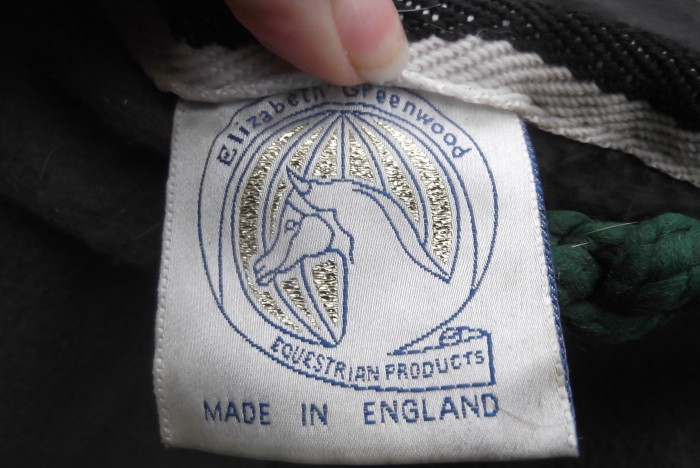 Elizabeth Greenwood
EQUESTRIAN PRODUCTS
MADE IN ENGLAND